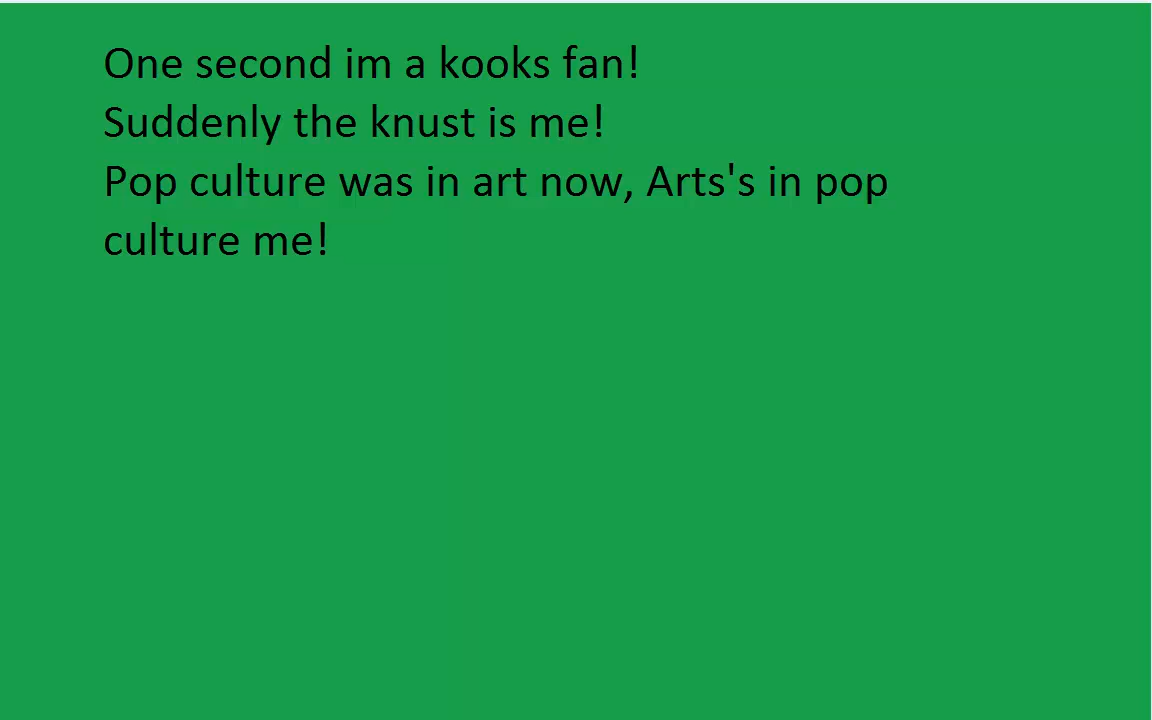 One second im a kooks fan!
Suddenly the knust is me!
Pop culture was in art now, Arts's in pop
culture me!